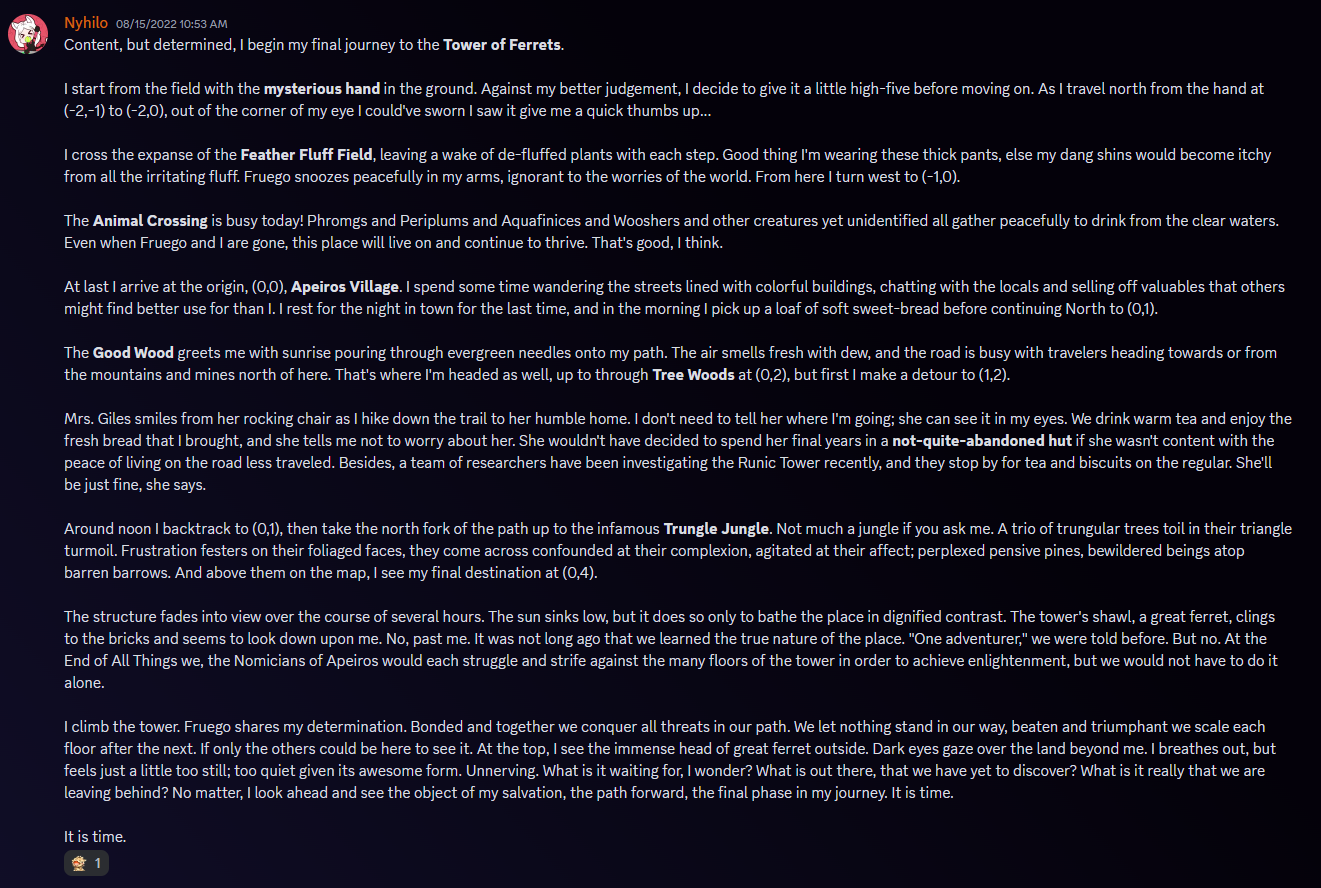 Nyhilo 08/15/2022 10:53 AM
Content, but determined, I begin my final journey to the Tower of Ferrets.
I start from the field with the mysterious hand in the ground. Against my better judgement, I decide to give it a little high-five before moving on. As I travel north from the hand at
(-2,-1) to (-2,0), out of the corner of my eye I could've sworn I saw it give me a quick thumbs up...
I cross the expanse of the Feather Fluff Field, leaving a wake of de-fluffed plants with each step. Good thing I'm wearing these thick pants, else my dang shins would become itchy
from all the irritating fluff. Fruego snoozes peacefully in my arms, ignorant to the worries of the world. From here I turn west to (-1,0).
The Animal Crossing is busy today! Phromgs and Periplums and Aquafinices and Wooshers and other creatures yet unidentified all gather peacefully to drink from the clear waters.
Even when Fruego and I are gone, this place will live on and continue to thrive. That's good, I think.
At last I arrive at the origin, (0,0), Apeiros Village. I spend some time wandering the streets lined with colorful buildings, chatting with the locals and selling off valuables that others
might find better use for than I. I rest for the night in town for the last time, and in the morning I pick up a loaf of soft sweet-bread before continuing North to (0,1).
The Good Wood greets me with sunrise pouring through evergreen needles onto my path. The air smells fresh with dew, and the road is busy with travelers heading towards or from
the mountains and mines north of here. That's where I'm headed as well, up to through Tree Woods at (0,2), but first I make a detour to (1,2).
Mrs. Giles smiles from her rocking chair as I hike down the trail to her humble home. I don't need to tell her where I'm going; she can see it in my eyes. We drink warm tea and enjoy the
fresh bread that I brought, and she tells me not to worry about her. She wouldn't have decided to spend her final years in a not-quite-abandoned hut if she wasn't content with the
peace of living on the road less traveled. Besides, a team of researchers have been investigating the Runic Tower recently, and they stop by for tea and biscuits on the regular. She'll
be just fine, she says.
Around noon I backtrack to (0,1), then take the north fork of the path up to the infamous Trungle Jungle. Not much a jungle if you ask me. A trio of trungular trees toil in their triangle
turmoil. Frustration festers on their foliaged faces, they come across confounded at their complexion, agitated at their affect; perplexed pensive pines, bewildered beings atop
barren barrows. And above them on the map, I see my final destination at (0,4).
The structure fades into view over the course of several hours. The sun sinks low, but it does so only to bathe the place in dignified contrast. The tower's shawl, a great ferret, clings
to the bricks and seems to look down upon me. No, past me. It was not long ago that we learned the true nature of the place. "One adventurer," we were told before. But no. At the
End of All Things we, the Nomicians of Apeiros would each struggle and strife against the many floors of the tower in order to achieve enlightenment, but we would not have to do it
alone.
I climb the tower. Fruego shares my determination. Bonded and together we conquer all threats in our path. We let nothing stand in our way, beaten and triumphant we scale each
floor after the next. If only the others could be here to see it. At the top, I see the immense head of great ferret outside. Dark eyes gaze over the land beyond me. I breathes out, but
feels just a little too still; too quiet given its awesome form. Unnerving. What is it waiting for, I wonder? What is out there, that we have yet to discover? What is it really that we are
leaving behind? No matter, I look ahead and see the object of my salvation, the path forward, the final phase in my journey. It is time.
It is time.
1